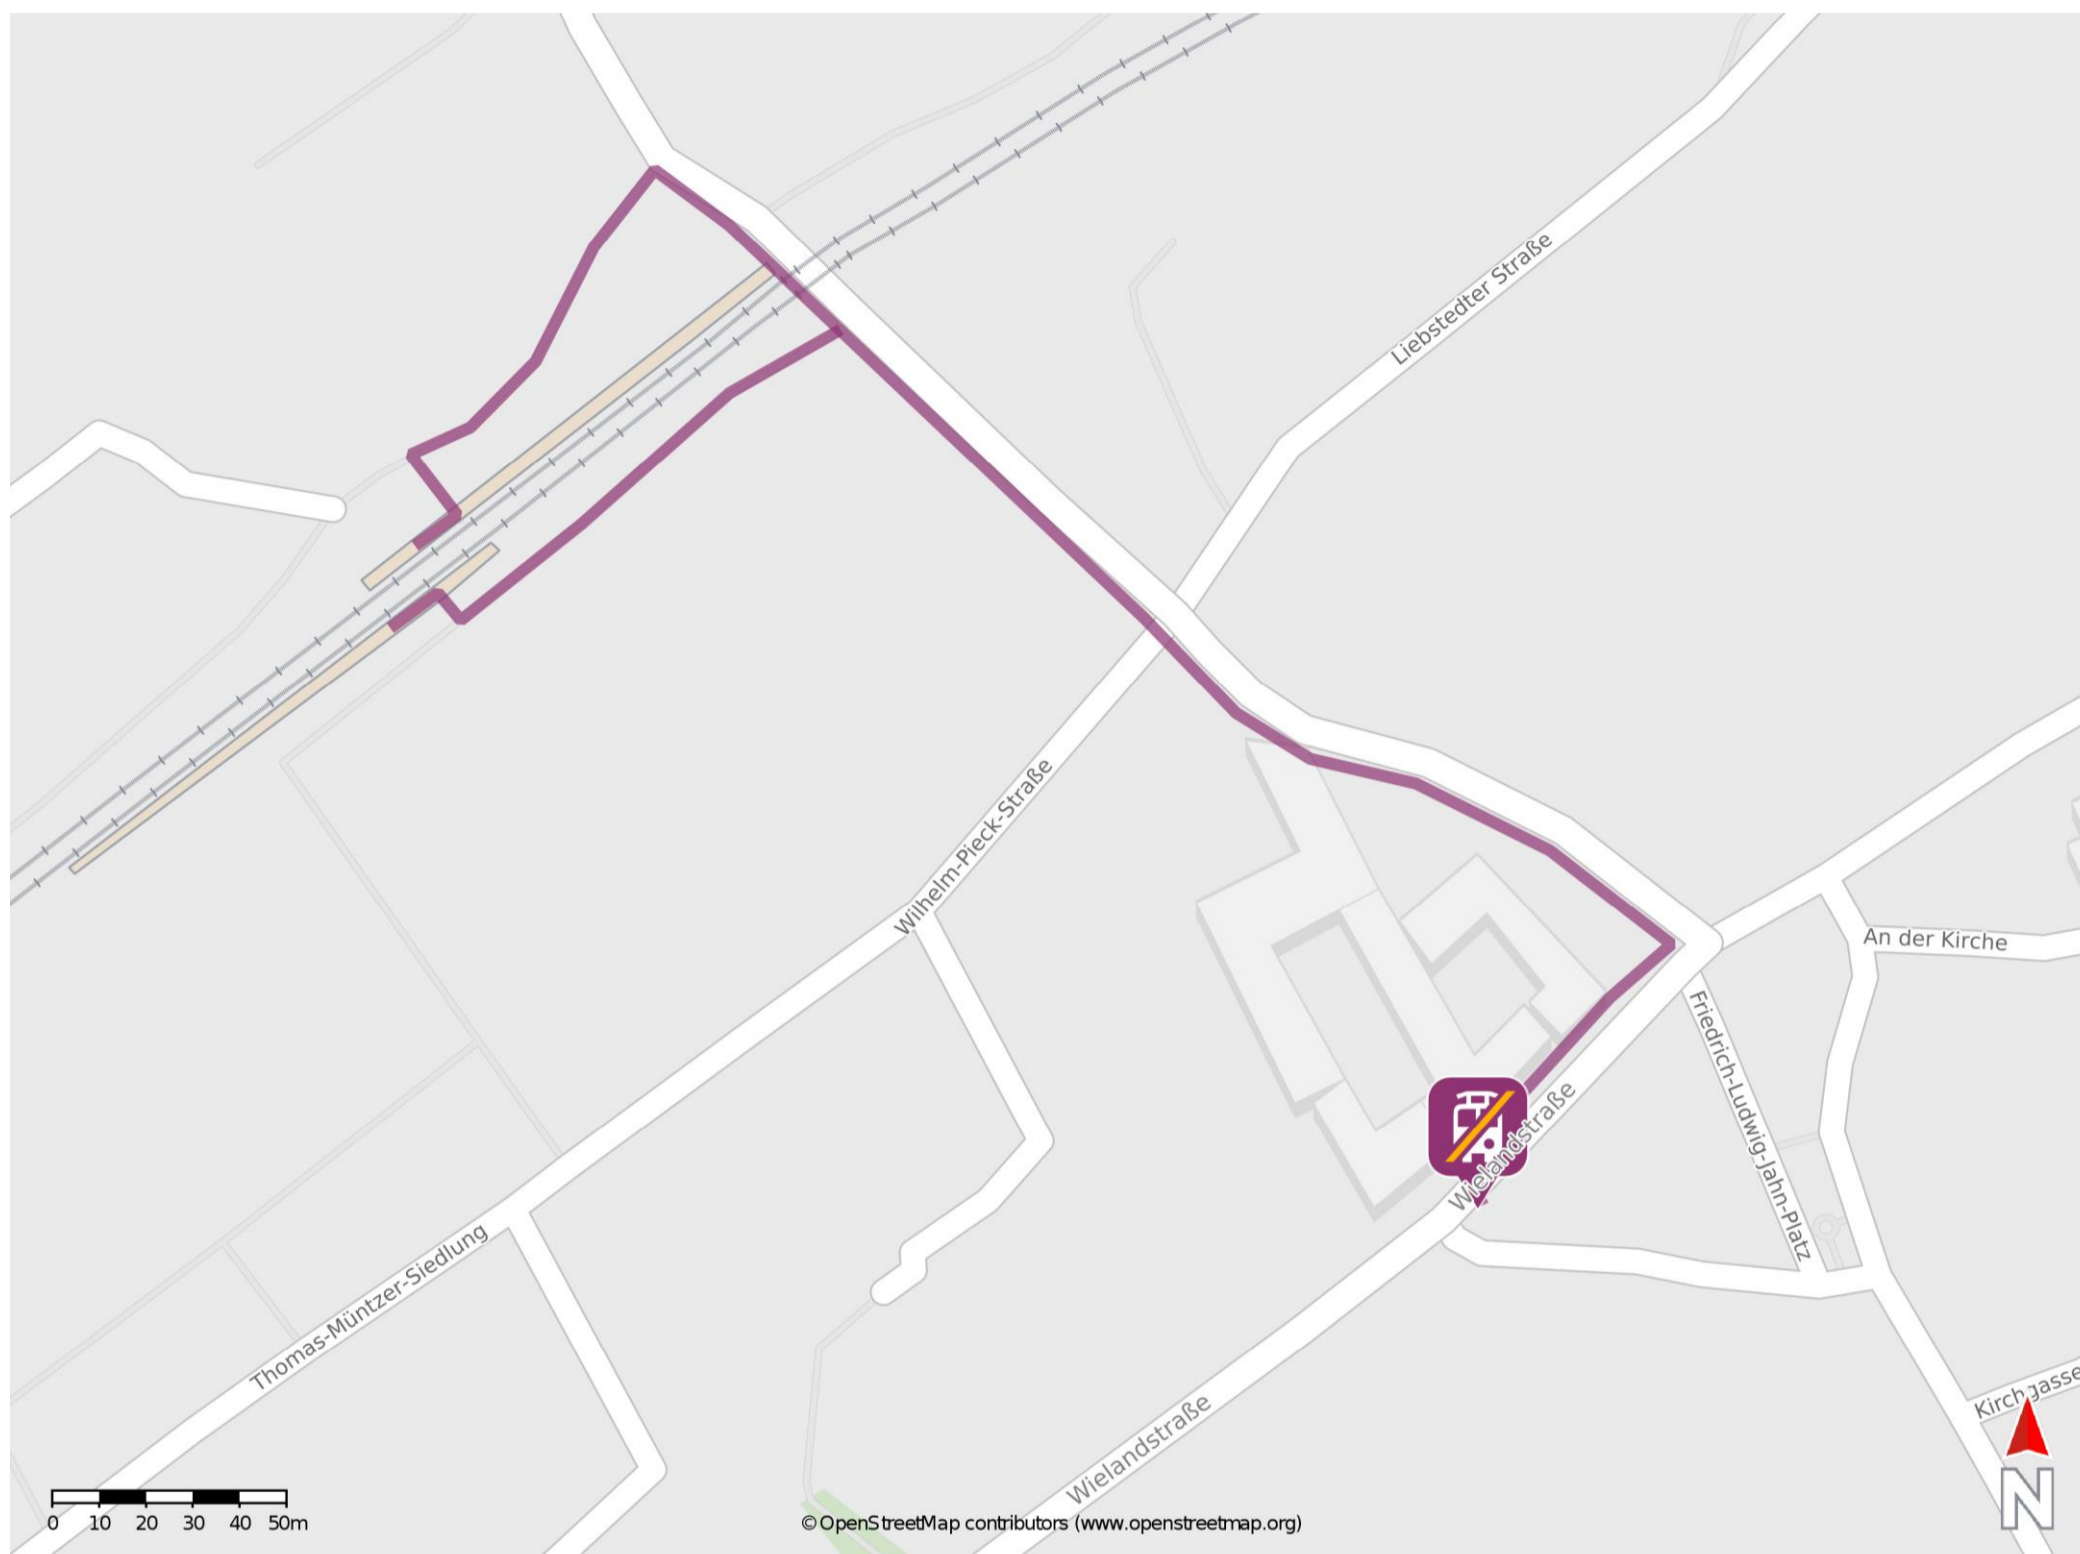 Liebstedter Straße
Wilhelm-Pieck-Straße
An der Kirche
Friedrich-Ludwig-Jahn-Platz
Wielandstraße
Thomas-Müntzer-Siedlung
Wielandstraße
Kirchgasse
N
0 10 20 30 40 50m
©OpenStreetMap contributors (www.openstreetmap.org)